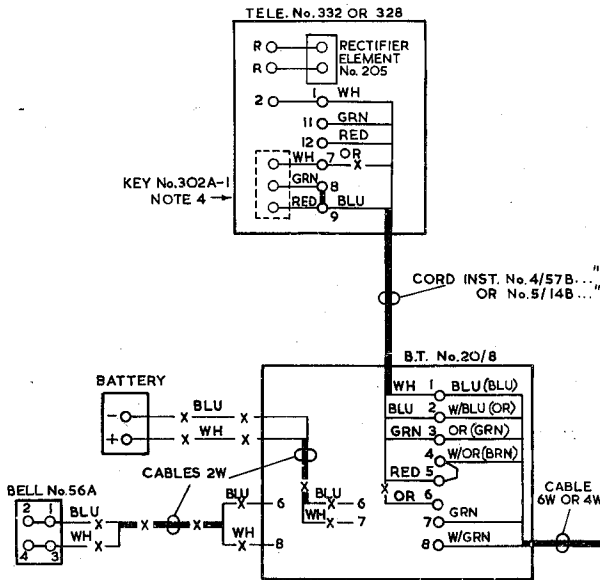 TELE. No. 332 OR 328
R
RECTIFIER
ELEMENT
No. 205
R
2 1 WH
11 GRN
12 RED
WH 7 OR X
GRN 8
RED 9 BLU
KEY No. 302A-1
NOTE 4
CORD INST. No. 4/57B..."
OR No. 5/14B..."
B.T. No. 20/8
WH 1 BLU (BLU)
BLU 2 W/BLU (OR)
GRN 3 OR (GRN)
4 W/OR (BRN)
RED 5
X OR 6
7 GRN
8 W/GRN
CABLE
6W OR 4W
BATTERY
- X BLU X
+ X WH X
CABLES 2W
X BLU X 6
WH X 7
BELL No. 56A
2 1 BLU X
4 3 WH X
X X
BLU X 6
WH X 8